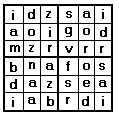 i d z s a i
a o i g o d
m z r v r r
b n a f o s
d a z s e a
i a b r d i